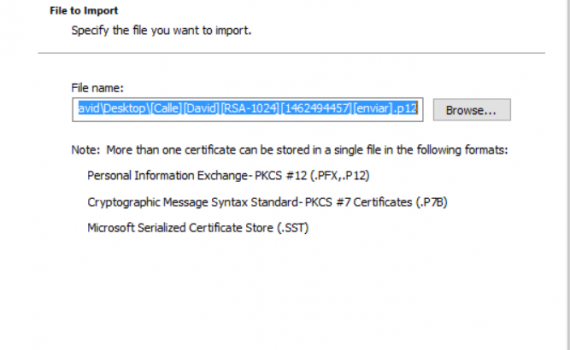 File to Import
Specify the file you want to import.
File name:
avid\Desktop\[Calle][David][RSA-1024][1462494457][enviar].p12
Browse...
Note: More than one certificate can be stored in a single file in the following formats:
Personal Information Exchange- PKCS #12 (.PFX,.P12)
Cryptographic Message Syntax Standard- PKCS #7 Certificates (.P7B)
Microsoft Serialized Certificate Store (.SST)